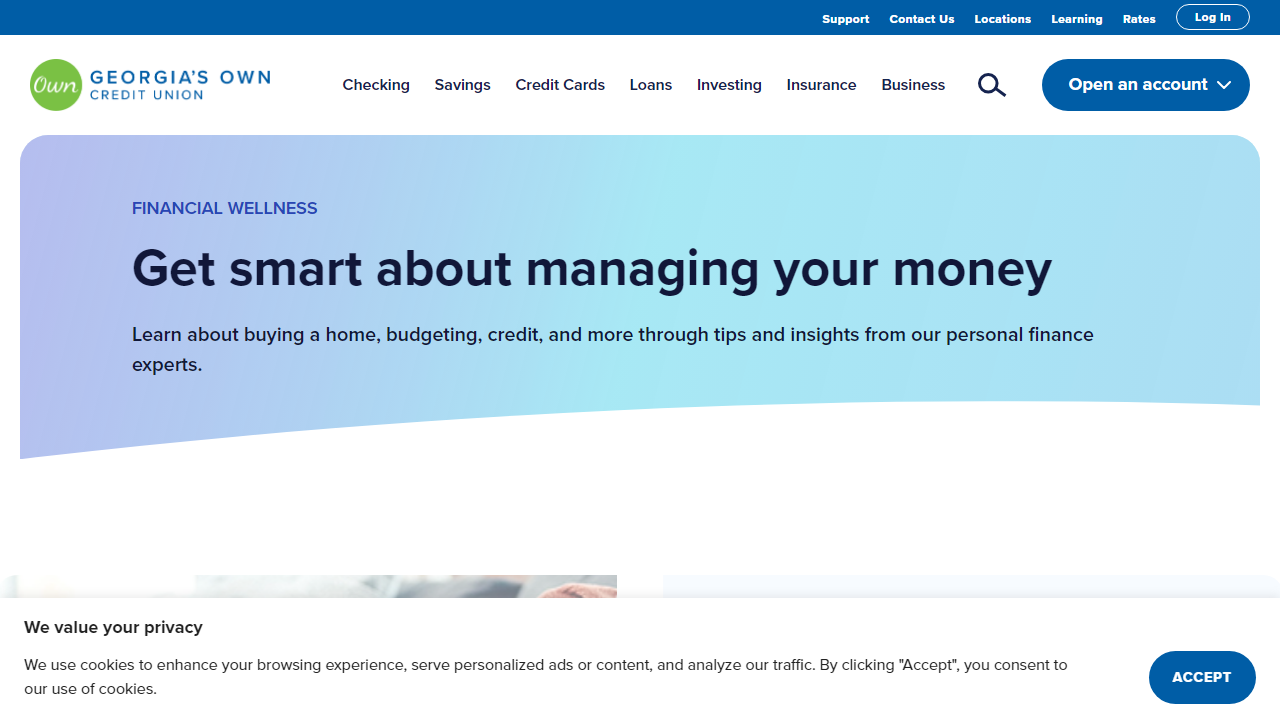 Support Contact Us Locations Learning Rates Log In
Own GEORGIA'S OWN
CREDIT UNION
Checking Savings Credit Cards Loans Investing Insurance Business Open an account
FINANCIAL WELLNESS
Get smart about managing your money
Learn about buying a home, budgeting, credit, and more through tips and insights from our personal finance
experts.
We value your privacy
We use cookies to enhance your browsing experience, serve personalized ads or content, and analyze our traffic. By clicking "Accept", you consent to
our use of cookies.
ACCEPT